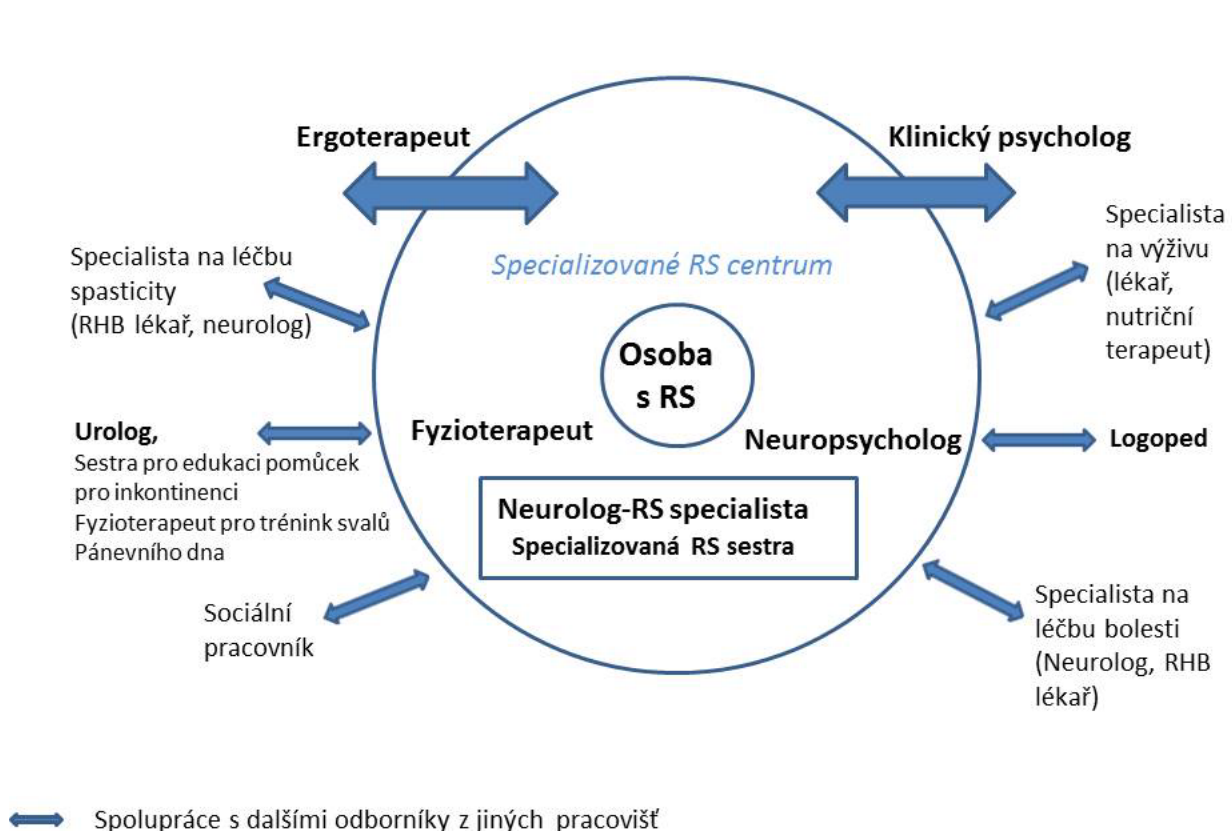 Ergoterapeut
Klinický psycholog
Specialista
na výživu
(lékař,
nutriční
terapeut)
Specialista na léčbu
spasticity
(RHB lékař, neurolog)
Specializované RS centrum
Osoba
s RS
Urolog,
Sestra pro edukaci pomůcek
pro inkontinenci
Fyzioterapeut pro trénink svalů
Pánevního dna
Fyzioterapeut
Neuropsycholog
Logoped
Neurolog-RS specialista
Specializovaná RS sestra
Sociální
pracovník
Specialista na
léčbu bolesti
(Neurolog, RHB
lékař)
Spolupráce s dalšími odborníky z jiných pracovišť